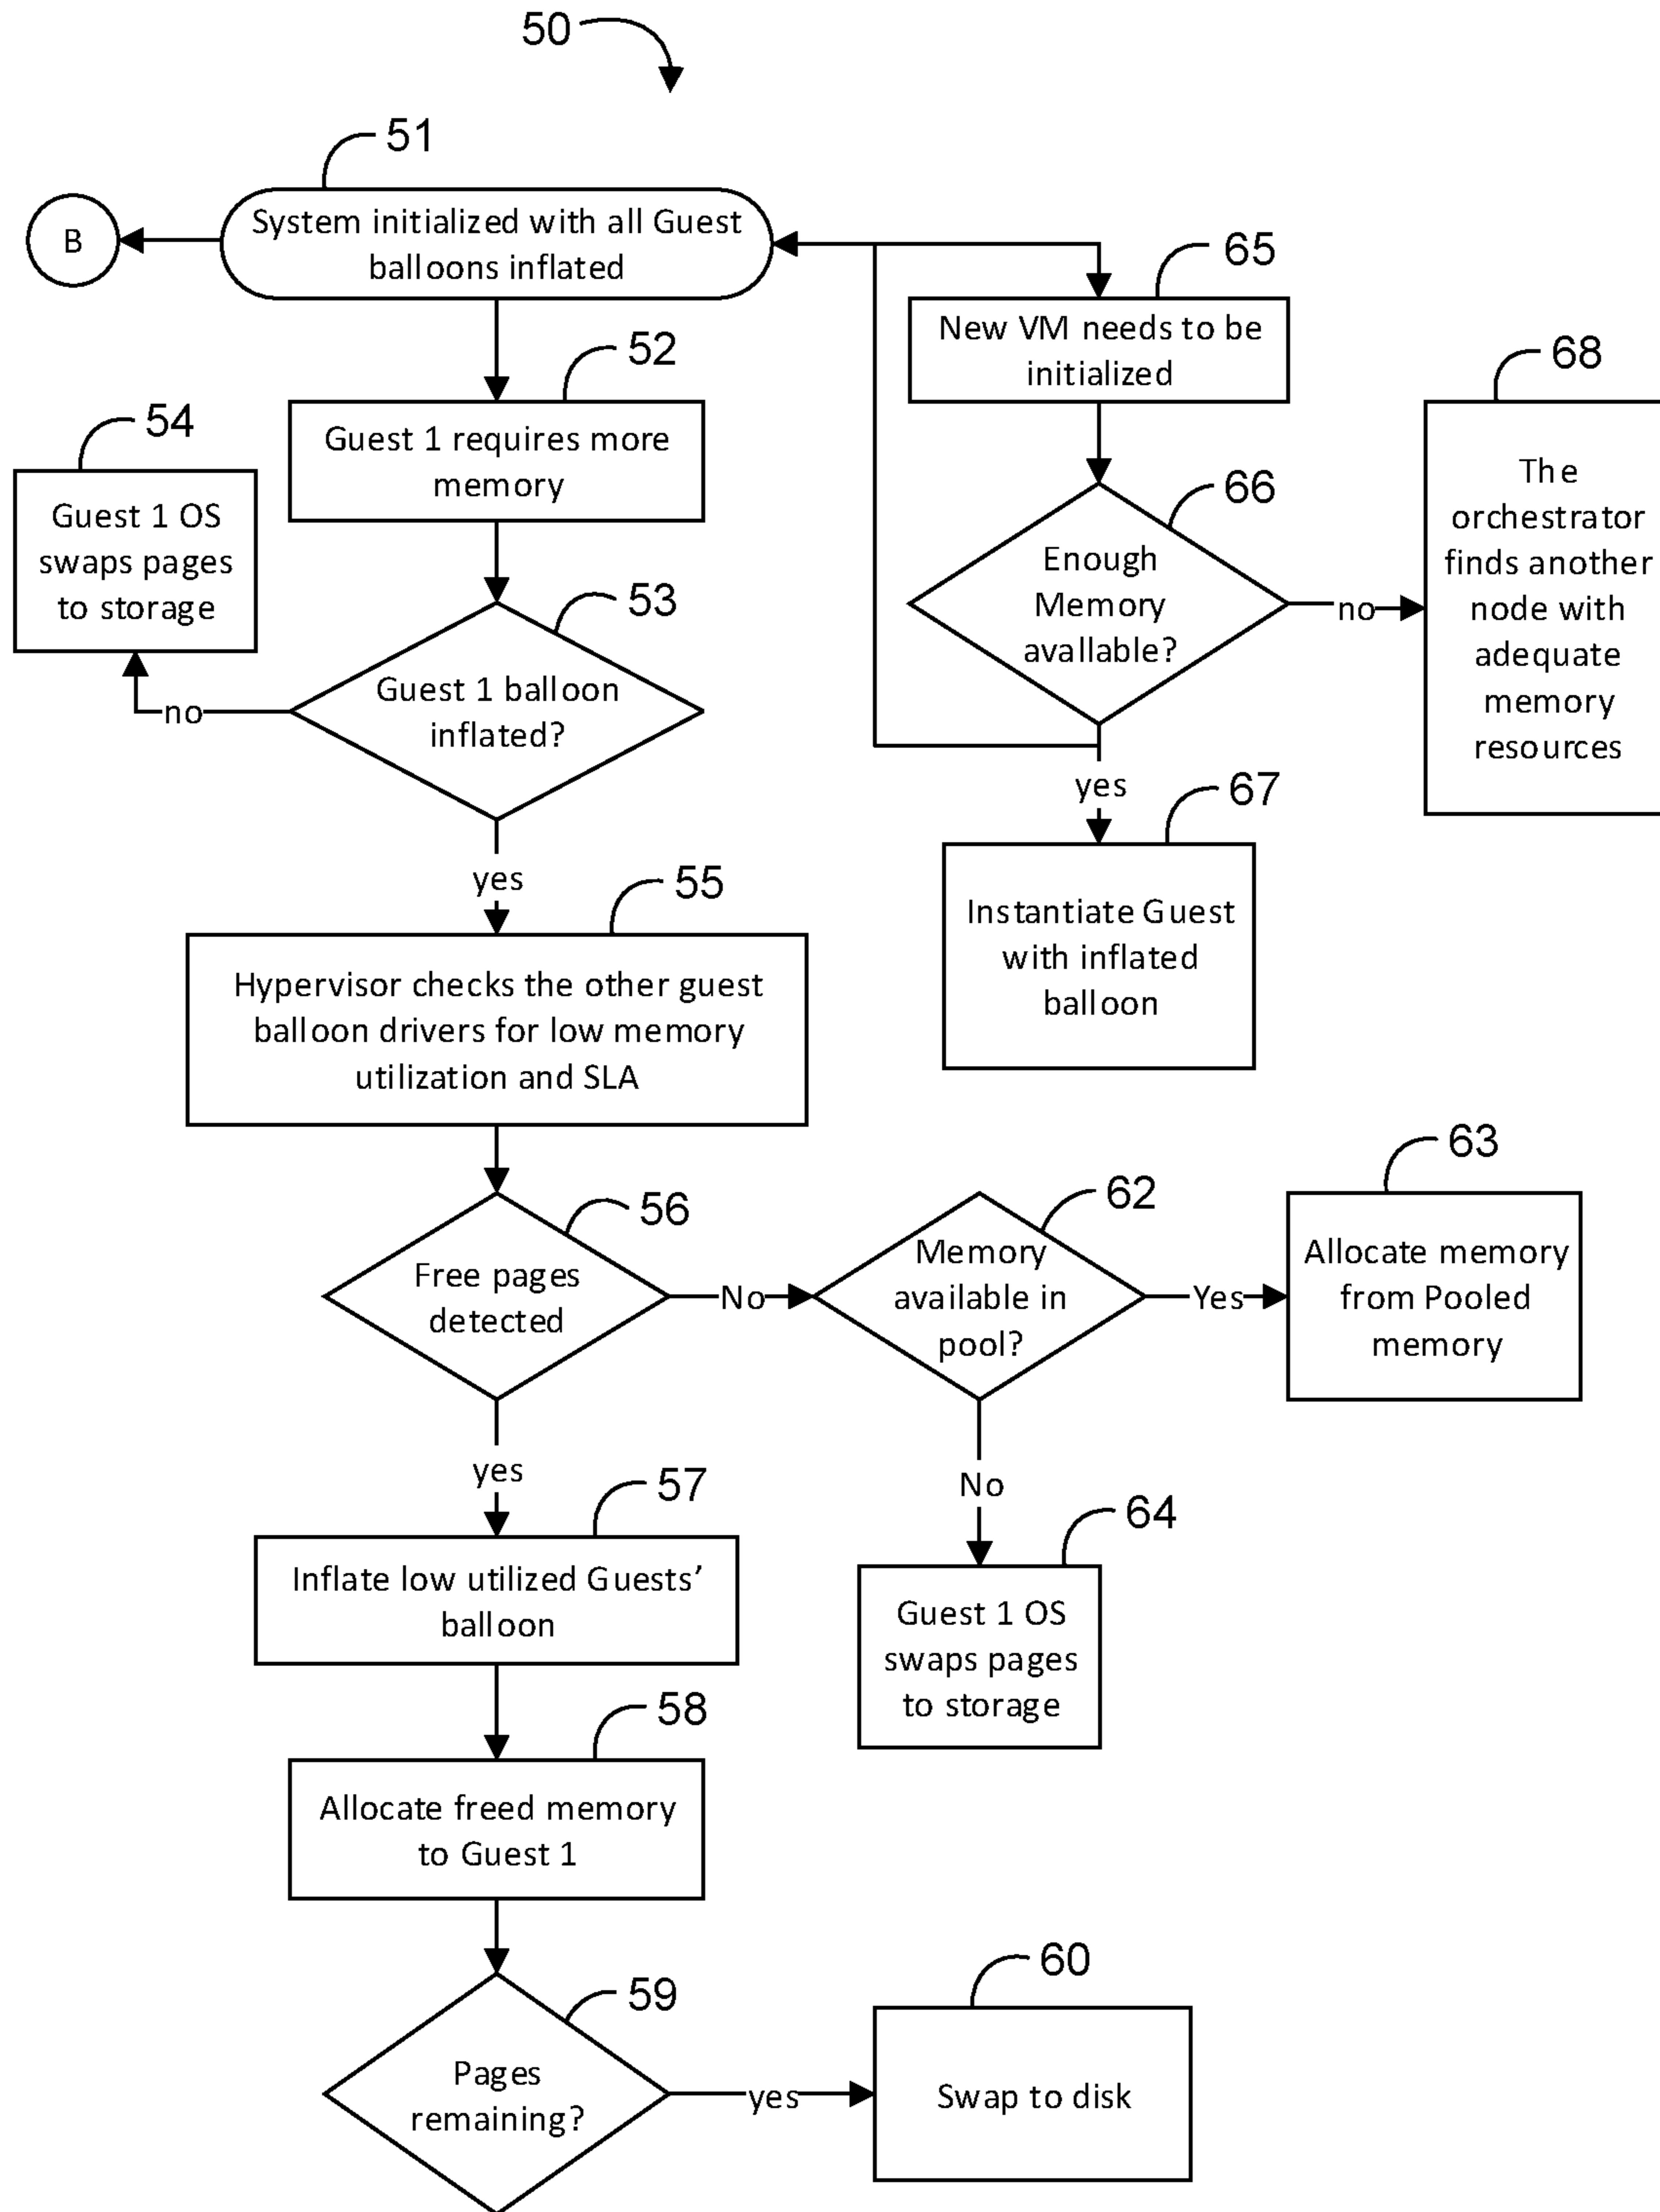 50
51
B
System initialized with all Guest
balloons inflated
65
New VM needs to be
initialized
52
Guest 1 requires more
memory
68
The
orchestrator
finds another
node with
adequate
memory
resources
54
Guest 1 OS
swaps pages
to storage
66
Enough
Memory
avallable?
no
53
Guest 1 balloon
inflated?
no
yes
67
Instantiate Guest
with inflated
balloon
yes
55
Hypervisor checks the other guest
balloon drivers for low memory
utilization and SLA
56
Free pages
detected
No
62
Memory
available in
pool?
Yes
63
Allocate memory
from Pooled
memory
yes
No
57
Inflate low utilized Guests’
balloon
64
Guest 1 OS
swaps pages
to storage
58
Allocate freed memory
to Guest 1
59
Pages
remaining?
yes
60
Swap to disk